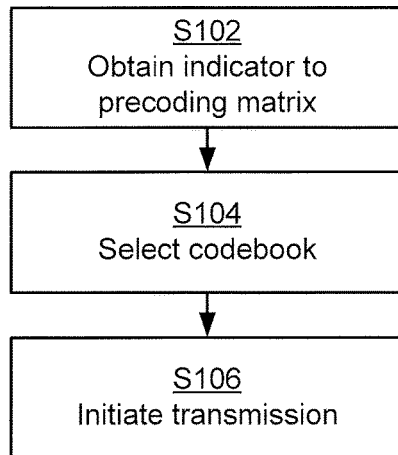 S102
Obtain indicator to
precoding matrix
S104
Select codebook
S106
Initiate transmission